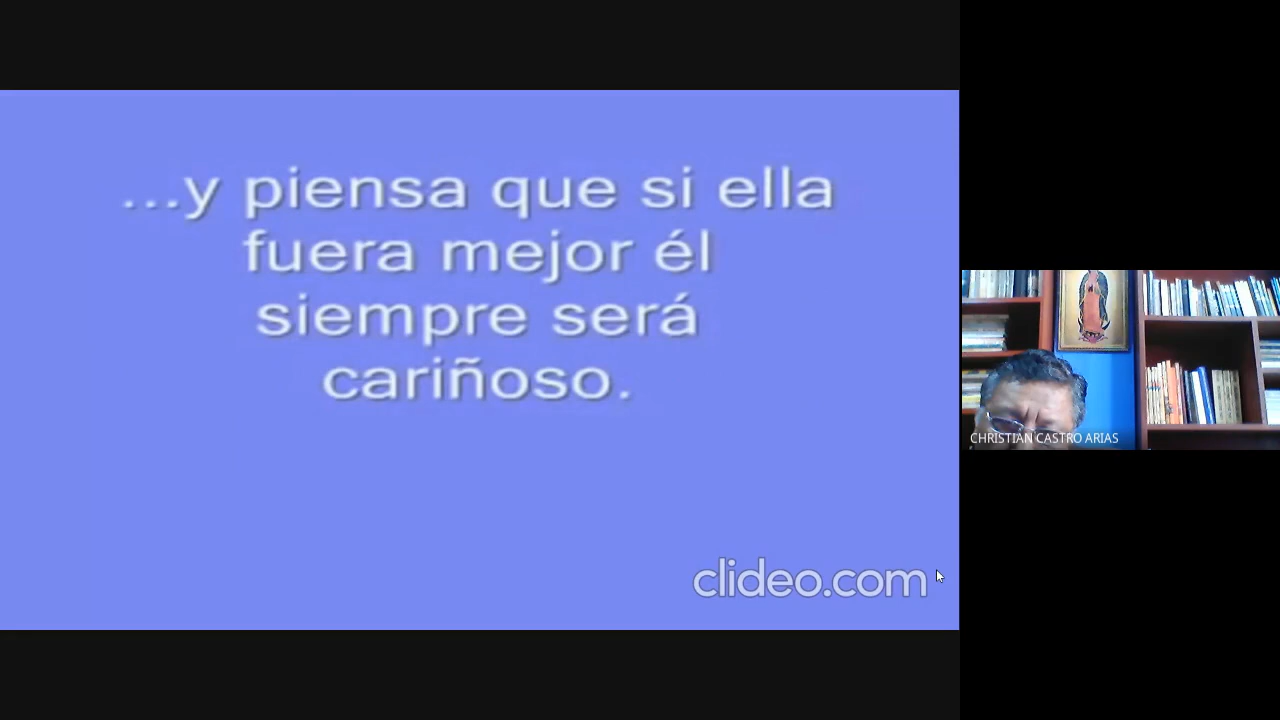 ...y piensa que si ella
fuera mejor él
siempre será
cariñoso.
clideo.com
CHRISTIAN CASTRO ARIAS